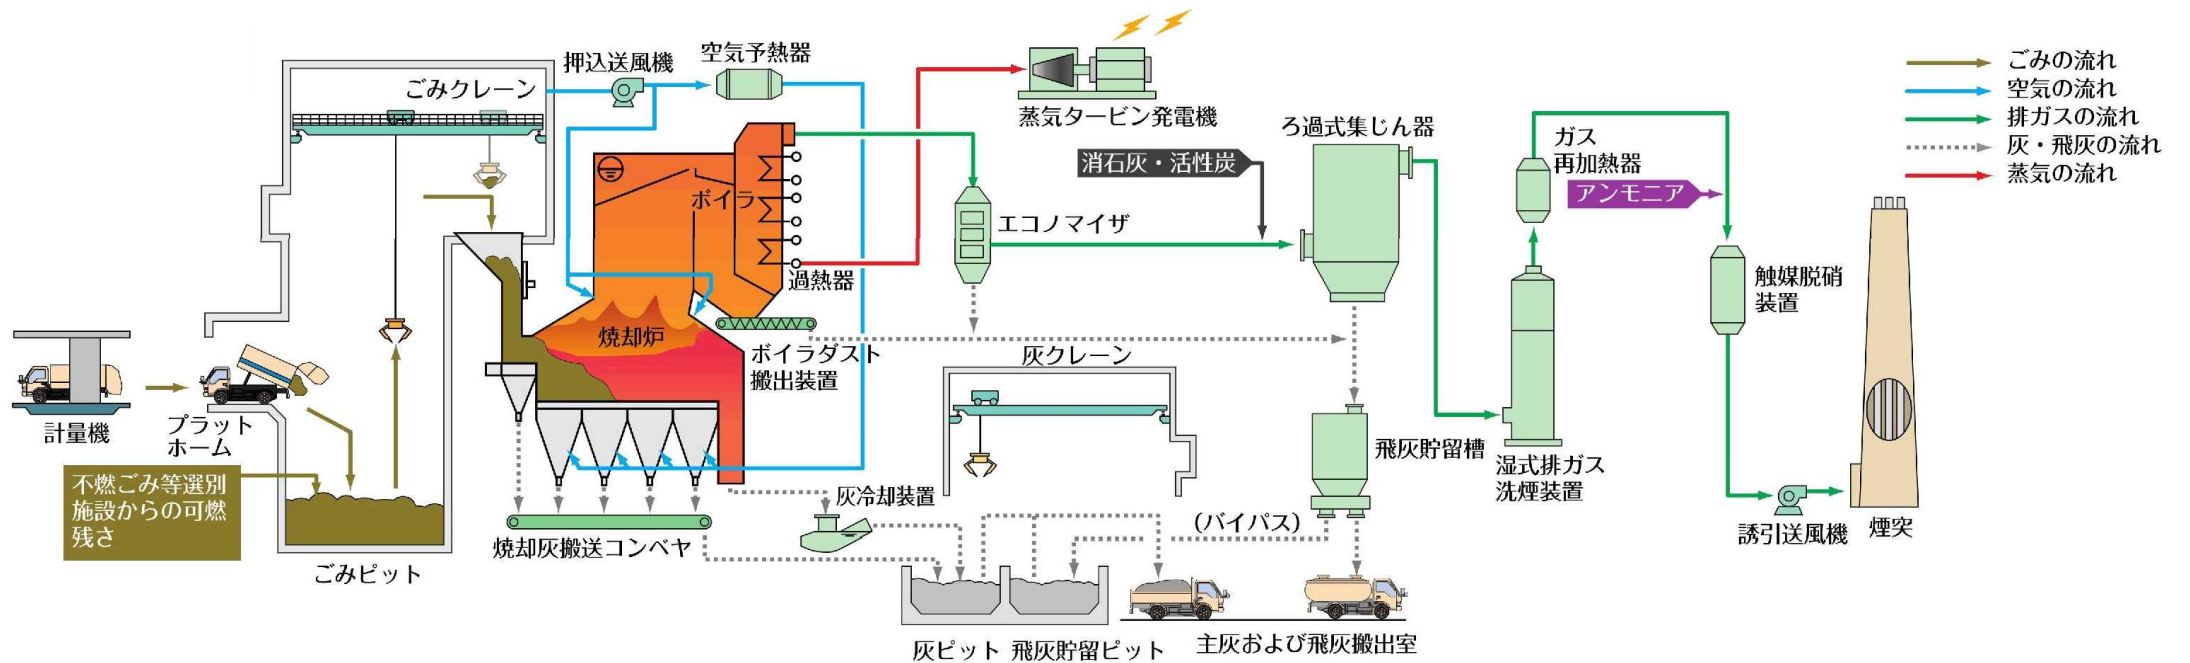 ごみクレーン
押込送風機
空気予熱器
蒸気タービン発電機
ろ過式集じん器
消石灰・活性炭
ガス
再加熱器
アンモニア
ごみの流れ
空気の流れ
排ガスの流れ
灰・飛灰の流れ
蒸気の流れ
ボイラ
エコノマイザ
過熱器
触媒脱硝
装置
焼却炉
ボイラダスト
搬出装置
灰クレーン
計量機
プラット
ホーム
不燃ごみ等選別
施設からの可燃
残さ
ごみピット
焼却灰搬送コンベヤ
灰冷却装置
飛灰貯留槽
湿式排ガス
洗煙装置
(バイパス)
誘引送風機
煙突
灰ピット
飛灰貯留ピット
主灰および飛灰搬出室